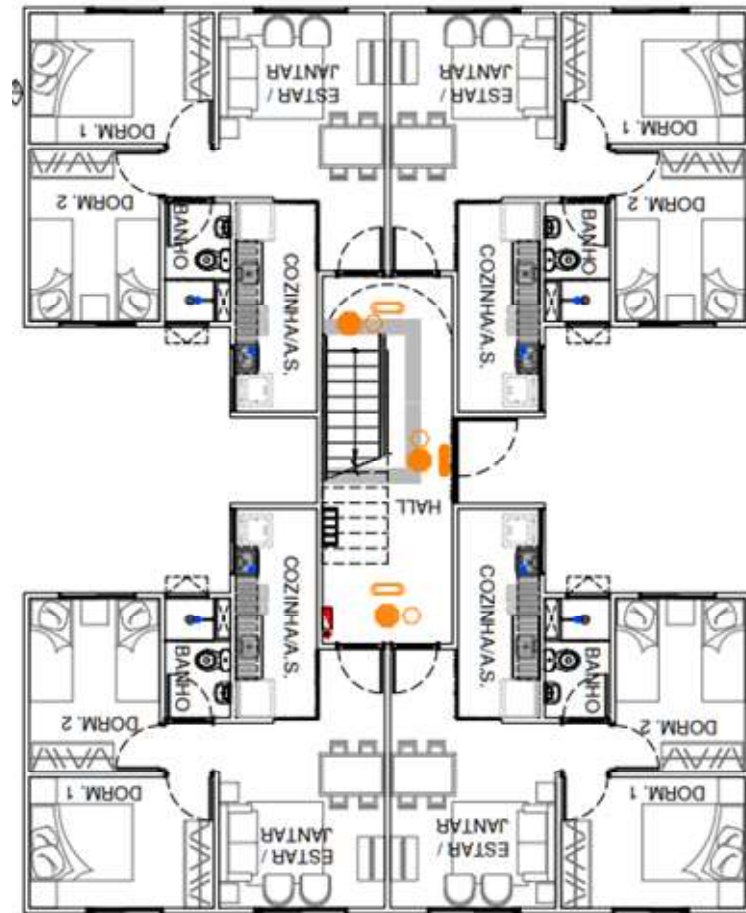 ESTAR /
JANTAR
ESTAR /
JANTAR
DORM. 1
DORM. 1
DORM. 2
BANHO
COZINHA/A.S.
COZINHA/A.S.
BANHO
DORM. 2
HALL
DORM. 2
BANHO
COZINHA/A.S.
COZINHA/A.S.
BANHO
DORM. 2
DORM. 1
DORM. 1
ESTAR /
JANTAR
ESTAR /
JANTAR